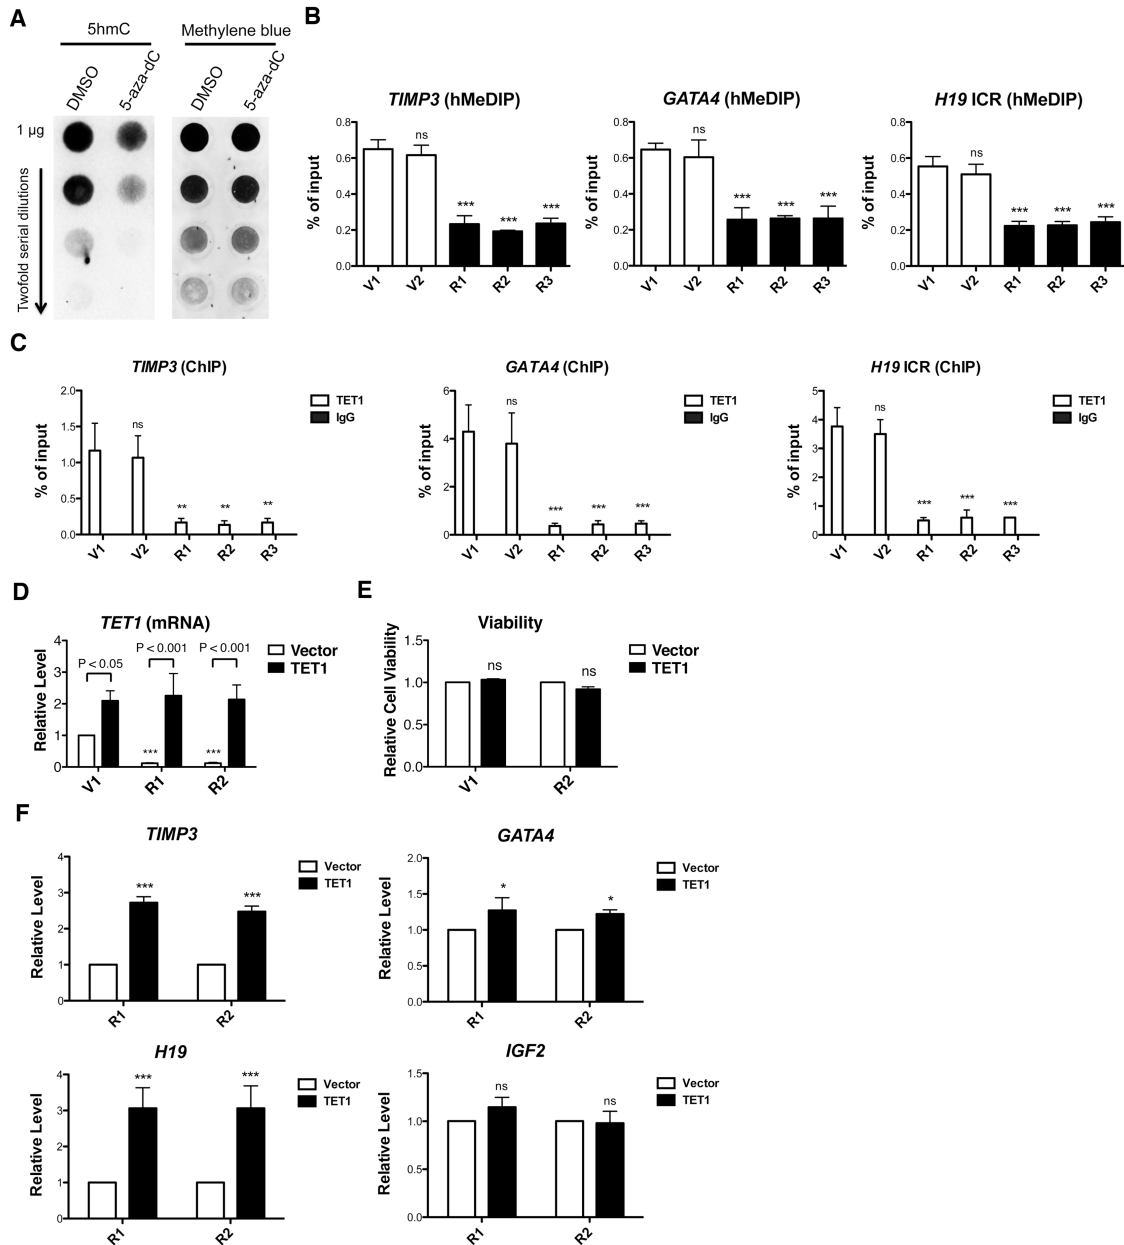 A
5hmC
Methylene blue
DMSO
5-aza-dC
DMSO
5-aza-dC
1 µg
Twofold serial dilutions
B
TIMP3 (hMeDIP)
% of input
0.8
0.6
0.4
0.2
0.0
ns
***
***
***
V1
V2
R1
R2
R3
GATA4 (hMeDIP)
% of input
0.8
0.6
0.4
0.2
0.0
ns
***
***
***
V1
V2
R1
R2
R3
H19 ICR (hMeDIP)
% of input
0.8
0.6
0.4
0.2
0.0
ns
***
***
***
V1
V2
R1
R2
R3
C
TIMP3 (ChIP)
% of input
2.0
1.5
1.0
0.5
0.0
ns
**
**
**
V1
V2
R1
R2
R3
TET1
IgG
GATA4 (ChIP)
% of input
6
4
2
0
ns
***
***
***
V1
V2
R1
R2
R3
TET1
IgG
H19 ICR (ChIP)
% of input
5
4
3
2
1
0
ns
***
***
***
V1
V2
R1
R2
R3
TET1
IgG
D
TET1 (mRNA)
Relative Level
4
3
2
1
0
P < 0.05
P < 0.001
P < 0.001
***
***
V1
R1
R2
Vector
TET1
E
Viability
Relative Cell Viability
1.5
1.0
0.5
0.0
ns
ns
V1
R2
Vector
TET1
F
TIMP3
Relative Level
4
3
2
1
0
***
***
R1
R2
Vector
TET1
GATA4
Relative Level
2.0
1.5
1.0
0.5
0.0
*
*
R1
R2
Vector
TET1
H19
Relative Level
4
3
2
1
0
***
***
R1
R2
Vector
TET1
IGF2
Relative Level
1.5
1.0
0.5
0.0
ns
ns
R1
R2
Vector
TET1